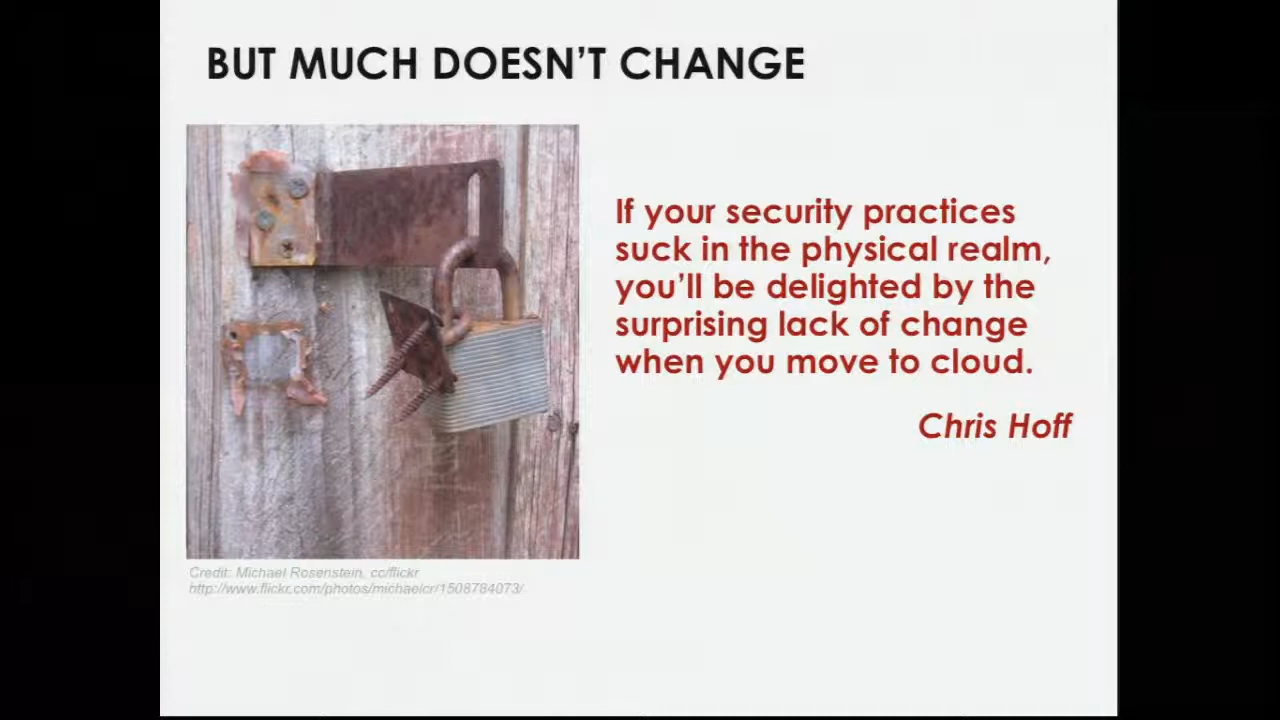 BUT MUCH DOESN'T CHANGE
If your security practices
suck in the physical realm,
you'll be delighted by the
surprising lack of change
when you move to cloud.
Chris Hoff
Credit: Michael Rosenstein, cc/flickr
http://www.flickr.com/photos/michaelcr/1508784073/